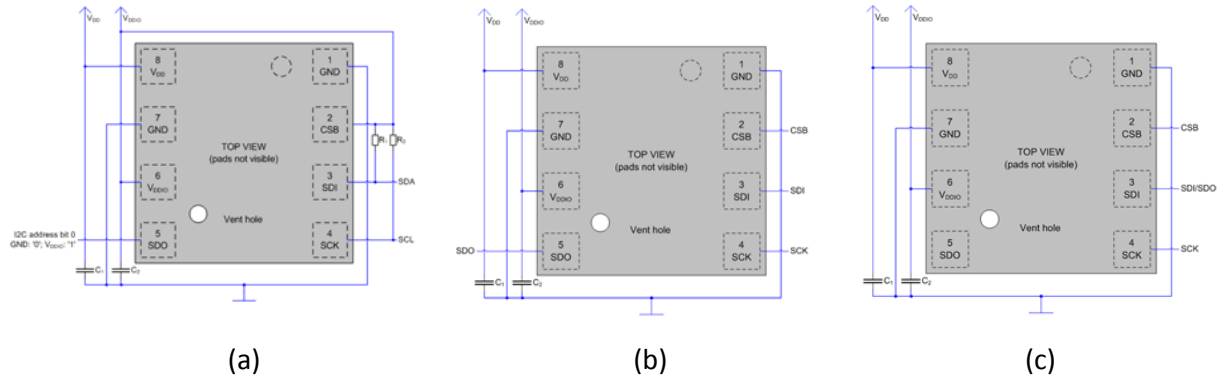 VDD
VDDIO
8
VDD
1
GND
7
GND
2
CSB
R1
R2
TOP VIEW
(pads not visible)
6
VDDIO
3
SDI
SDA
Vent hole
I2C address bit 0
GND: '0'; VDDIO: '1'
5
SDO
4
SCK
SCL
C1
C2
(a)
VDD
VDDIO
8
VDD
1
GND
7
GND
2
CSB
CSB
TOP VIEW
(pads not visible)
6
VDDIO
3
SDI
SDI
Vent hole
SDO
5
SDO
4
SCK
SCK
C1
C2
(b)
VDD
VDDIO
8
VDD
1
GND
7
GND
2
CSB
CSB
TOP VIEW
(pads not visible)
6
VDDIO
3
SDI
SDI/SDO
Vent hole
5
SDO
4
SCK
SCK
C1
C2
(c)